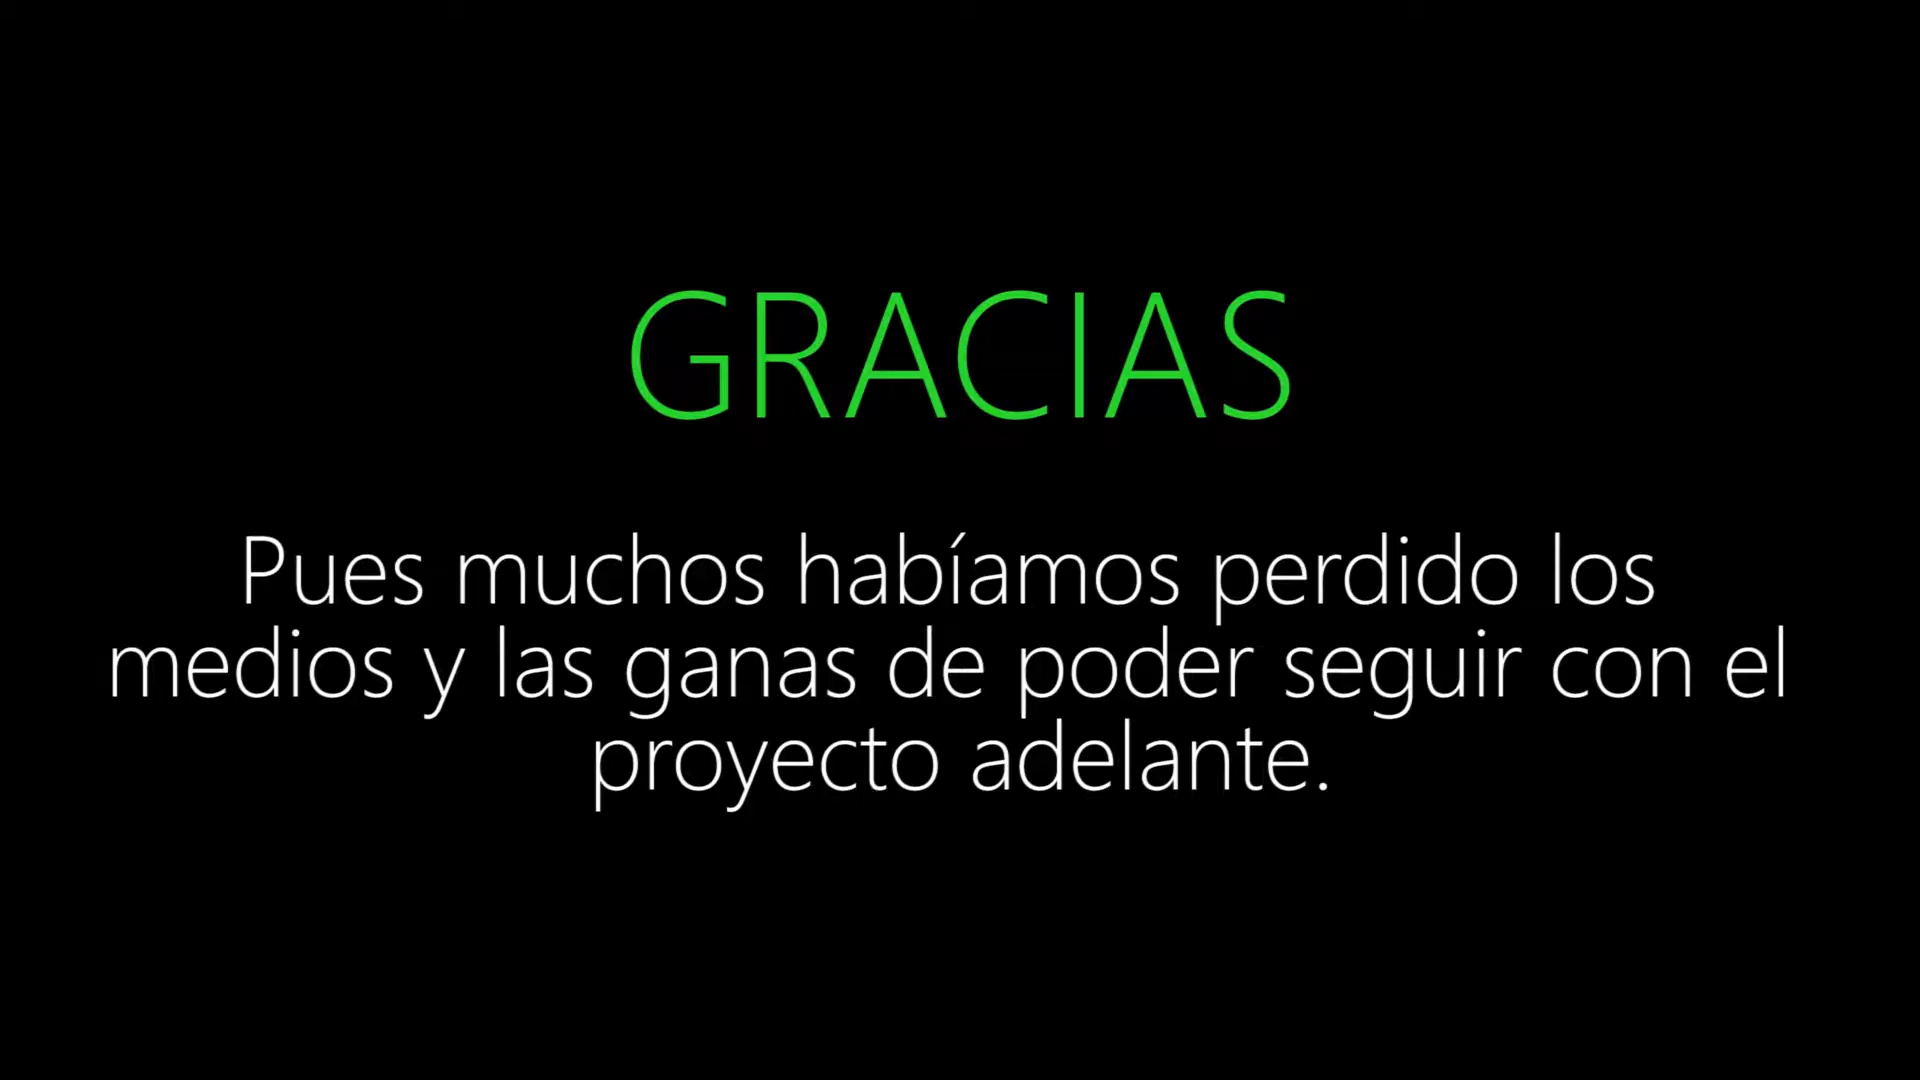 GRACIAS
Pues muchos habíamos perdido los
medios y las ganas de poder seguir con el
proyecto adelante.